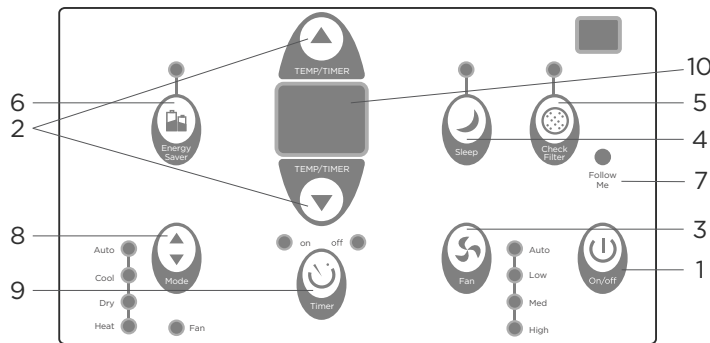 TEMP/TIMER
10
6
5
2
4
Energy
Saver
Sleep
Check
Filter
TEMP/TIMER
Follow
Me
7
8
on off
3
Auto
Auto
Cool
Low
1
Mode
Fan
On/off
9
Dry
Timer
Med
Heat
Fan
High